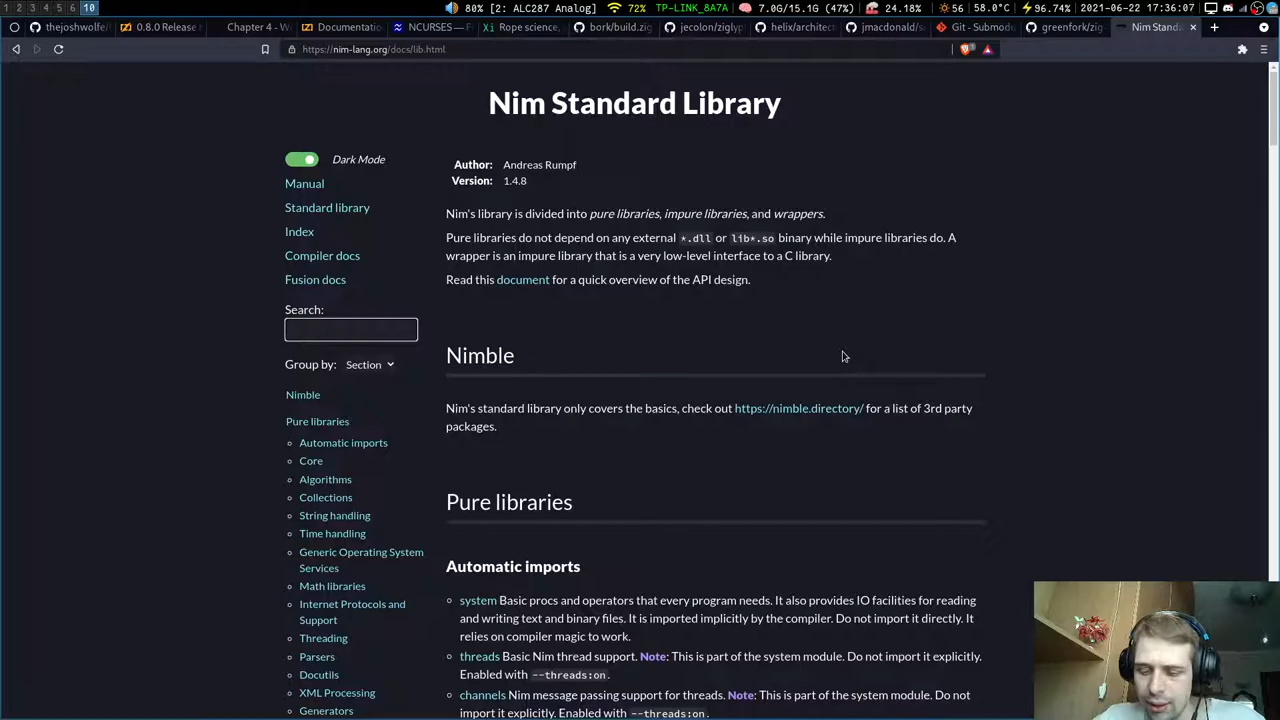 1 2 3 4 5 6 10 80% [2: ALC287 Analog] 72% TP-LINK_8A7A 7.0G/15.1G (47%) 24.18% 56 58.0°C 96.74% 2021-06-22 17:36:07
thejoshwolfe/ 0.8.0 Release Chapter 4 - W Documentatio NCURSES – F Rope science, bork/build.zig jecolon/ziglyp helix/architect jmacdonald/s Git - Submod greenfork/zig Nim Standa
https://nim-lang.org/docs/lib.html
Nim Standard Library
Dark Mode
Manual
Standard library
Index
Compiler docs
Fusion docs
Search:
Group by: Section
Nimble
Pure libraries
Automatic imports
Core
Algorithms
Collections
String handling
Time handling
Generic Operating System
Services
Math libraries
Internet Protocols and
Support
Threading
Parsers
Docutils
XML Processing
Generators
Author: Andreas Rumpf
Version: 1.4.8
Nim's library is divided into pure libraries, impure libraries, and wrappers.
Pure libraries do not depend on any external *.dll or lib*.so binary while impure libraries do. A
wrapper is an impure library that is a very low-level interface to a C library.
Read this document for a quick overview of the API design.
Nimble
Nim's standard library only covers the basics, check out https://nimble.directory/ for a list of 3rd party
packages.
Pure libraries
Automatic imports
system Basic procs and operators that every program needs. It also provides IO facilities for reading
and writing text and binary files. It is imported implicitly by the compiler. Do not import it directly. It
relies on compiler magic to work.
threads Basic Nim thread support. Note: This is part of the system module. Do not import it explicitly.
Enabled with --threads:on.
channels Nim message passing support for threads. Note: This is part of the system module. Do not
import it explicitly. Enabled with --threads:on.